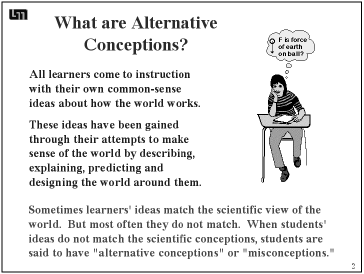 What are Alternative
Conceptions?
F is force
of earth
on ball?
All learners come to instruction
with their own common-sense
ideas about how the world works.
These ideas have been gained
through their attempts to make
sense of the world by describing,
explaining, predicting and
designing the world around them.
Sometimes learners' ideas match the scientific view of the
world.  But most often they do not match.  When students'
ideas do not match the scientific conceptions, students are
said to have "alternative conceptions" or "misconceptions."
2